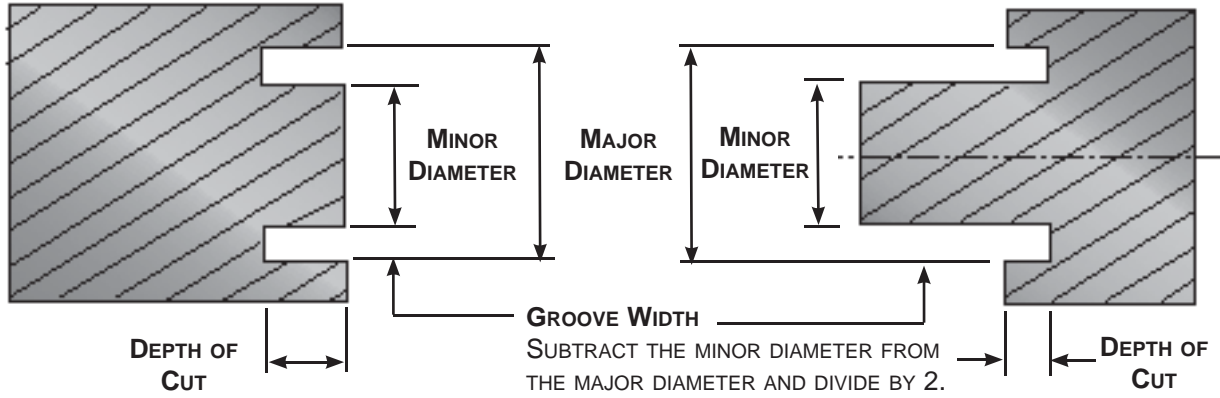 MINOR
DIAMETER
MAJOR
DIAMETER
MINOR
DIAMETER
GROOVE WIDTH
SUBTRACT THE MINOR DIAMETER FROM
THE MAJOR DIAMETER AND DIVIDE BY 2.
DEPTH OF
CUT
DEPTH OF
CUT